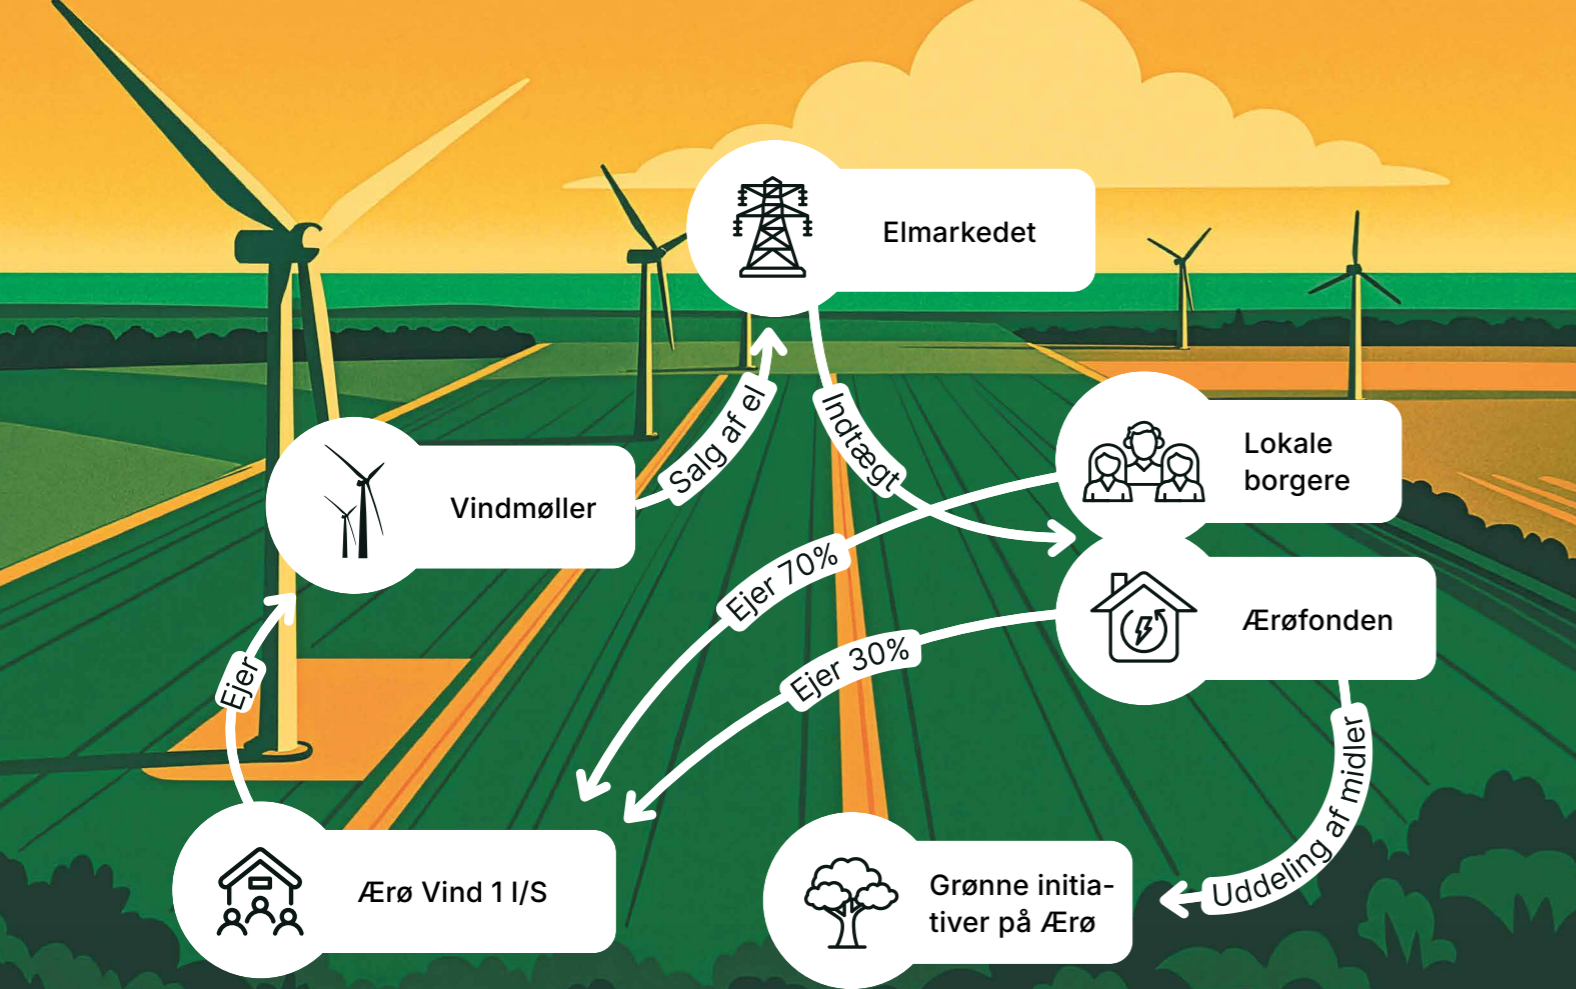 Elmarkedet
Salg af el
Indtægt
Lokale
borgere
Vindmøller
Ejer 70%
Ærøfonden
Ejer 30%
Ejer
Uddeling af midler
Ærø Vind 1 I/S
Grønne initia-
tiver på Ærø